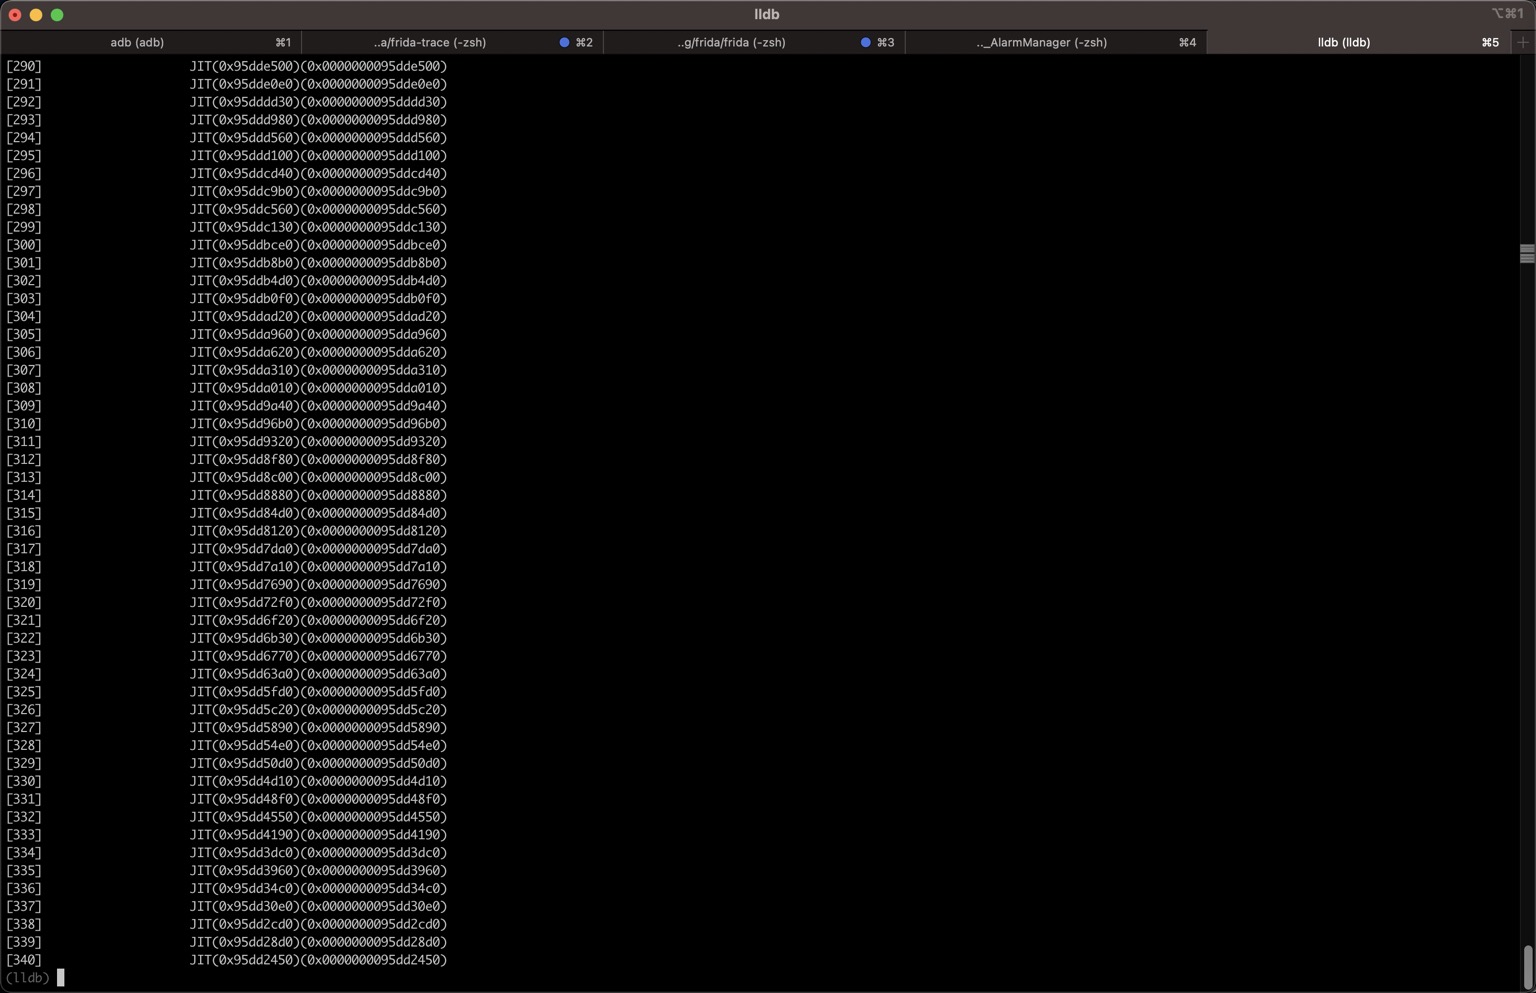 lldb
⌥⌘1
adb (adb) ⌘1 ..a/frida-trace (-zsh) ⌘2 ..g/frida/frida (-zsh) ⌘3 .._AlarmManager (-zsh) ⌘4 lldb (lldb) ⌘5 +
[290] JIT(0x95dde500)(0x0000000095dde500)
[291] JIT(0x95dde0e0)(0x0000000095dde0e0)
[292] JIT(0x95dddd30)(0x0000000095dddd30)
[293] JIT(0x95ddd980)(0x0000000095ddd980)
[294] JIT(0x95ddd560)(0x0000000095ddd560)
[295] JIT(0x95ddd100)(0x0000000095ddd100)
[296] JIT(0x95ddcd40)(0x0000000095ddcd40)
[297] JIT(0x95ddc9b0)(0x0000000095ddc9b0)
[298] JIT(0x95ddc560)(0x0000000095ddc560)
[299] JIT(0x95ddc130)(0x0000000095ddc130)
[300] JIT(0x95ddbce0)(0x0000000095ddbce0)
[301] JIT(0x95ddb8b0)(0x0000000095ddb8b0)
[302] JIT(0x95ddb4d0)(0x0000000095ddb4d0)
[303] JIT(0x95ddb0f0)(0x0000000095ddb0f0)
[304] JIT(0x95ddad20)(0x0000000095ddad20)
[305] JIT(0x95dda960)(0x0000000095dda960)
[306] JIT(0x95dda620)(0x0000000095dda620)
[307] JIT(0x95dda310)(0x0000000095dda310)
[308] JIT(0x95dda010)(0x0000000095dda010)
[309] JIT(0x95dd9a40)(0x0000000095dd9a40)
[310] JIT(0x95dd96b0)(0x0000000095dd96b0)
[311] JIT(0x95dd9320)(0x0000000095dd9320)
[312] JIT(0x95dd8f80)(0x0000000095dd8f80)
[313] JIT(0x95dd8c00)(0x0000000095dd8c00)
[314] JIT(0x95dd8880)(0x0000000095dd8880)
[315] JIT(0x95dd84d0)(0x0000000095dd84d0)
[316] JIT(0x95dd8120)(0x0000000095dd8120)
[317] JIT(0x95dd7da0)(0x0000000095dd7da0)
[318] JIT(0x95dd7a10)(0x0000000095dd7a10)
[319] JIT(0x95dd7690)(0x0000000095dd7690)
[320] JIT(0x95dd72f0)(0x0000000095dd72f0)
[321] JIT(0x95dd6f20)(0x0000000095dd6f20)
[322] JIT(0x95dd6b30)(0x0000000095dd6b30)
[323] JIT(0x95dd6770)(0x0000000095dd6770)
[324] JIT(0x95dd63a0)(0x0000000095dd63a0)
[325] JIT(0x95dd5fd0)(0x0000000095dd5fd0)
[326] JIT(0x95dd5c20)(0x0000000095dd5c20)
[327] JIT(0x95dd5890)(0x0000000095dd5890)
[328] JIT(0x95dd54e0)(0x0000000095dd54e0)
[329] JIT(0x95dd50d0)(0x0000000095dd50d0)
[330] JIT(0x95dd4d10)(0x0000000095dd4d10)
[331] JIT(0x95dd48f0)(0x0000000095dd48f0)
[332] JIT(0x95dd4550)(0x0000000095dd4550)
[333] JIT(0x95dd4190)(0x0000000095dd4190)
[334] JIT(0x95dd3dc0)(0x0000000095dd3dc0)
[335] JIT(0x95dd3960)(0x0000000095dd3960)
[336] JIT(0x95dd34c0)(0x0000000095dd34c0)
[337] JIT(0x95dd30e0)(0x0000000095dd30e0)
[338] JIT(0x95dd2cd0)(0x0000000095dd2cd0)
[339] JIT(0x95dd28d0)(0x0000000095dd28d0)
[340] JIT(0x95dd2450)(0x0000000095dd2450)
(lldb)